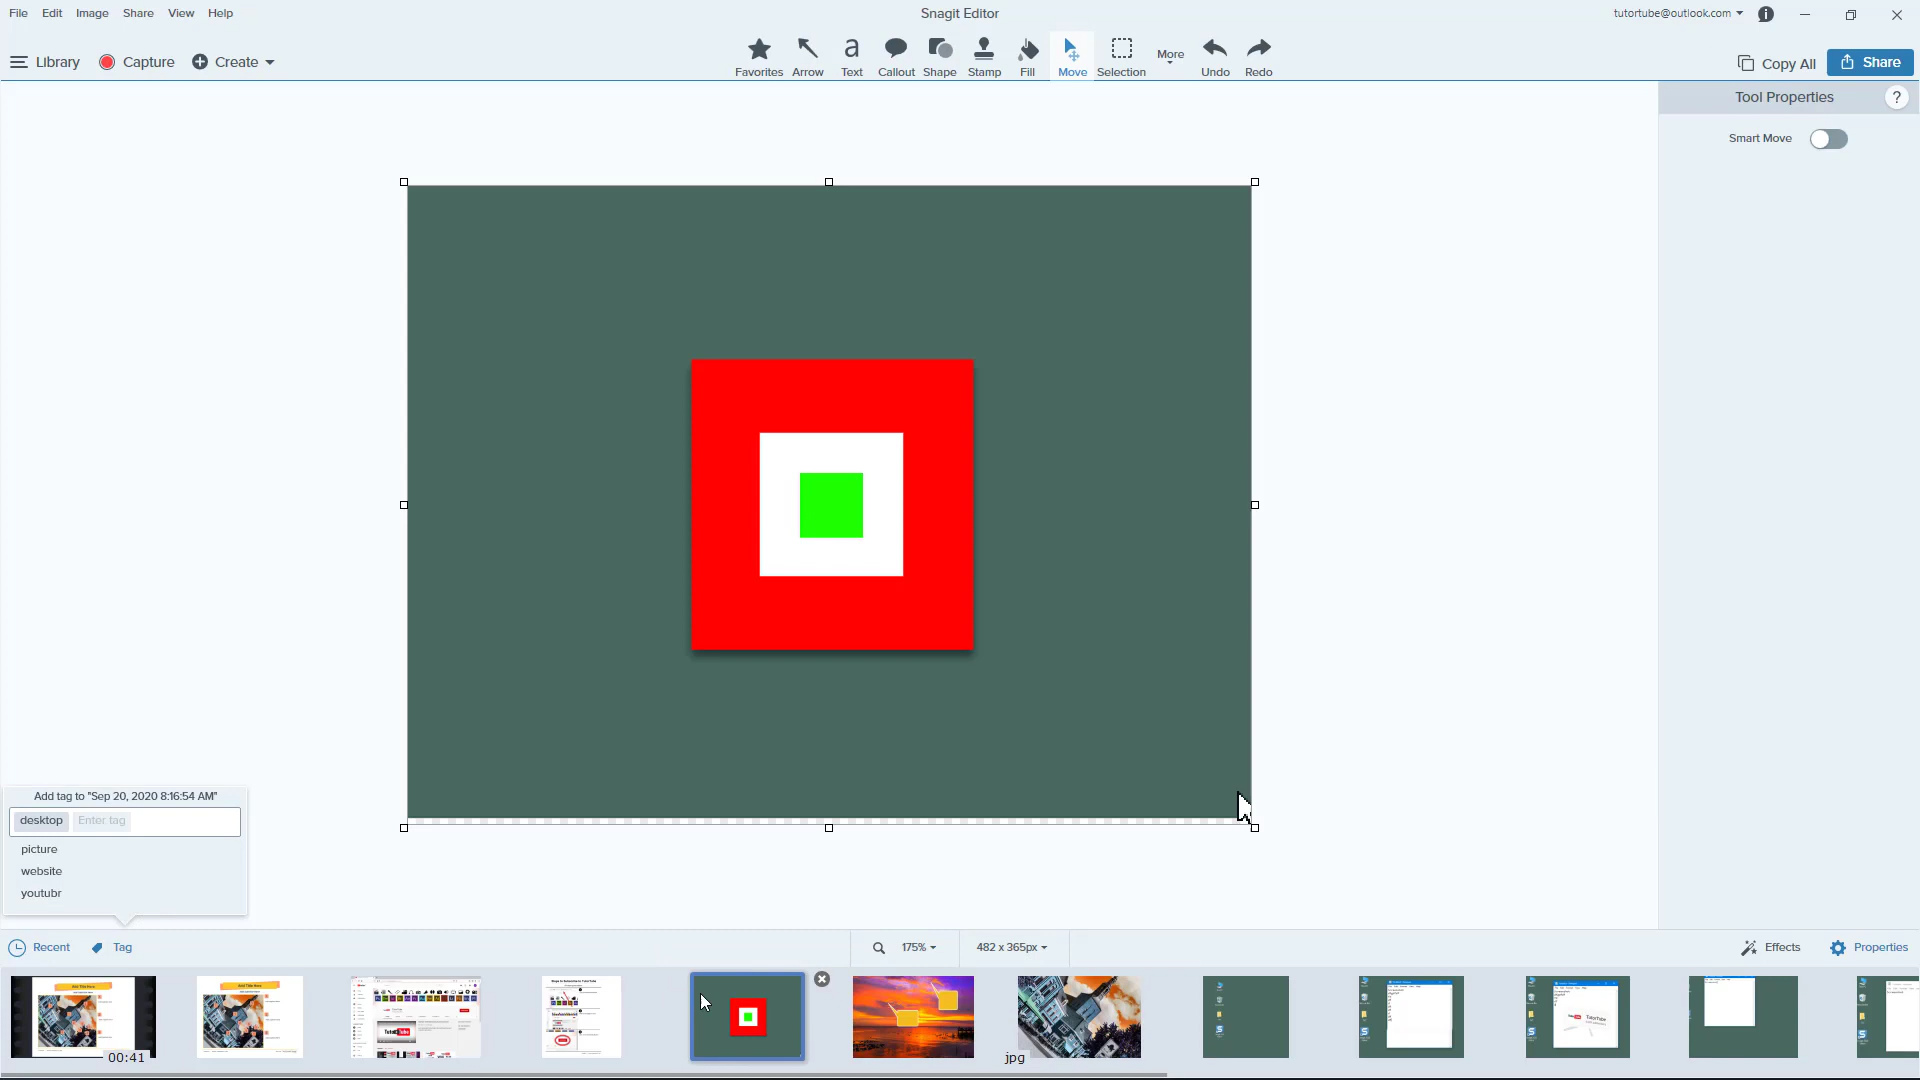 File Edit Image Share View Help
Snagit Editor
tutortube@outlook.com
Library Capture Create
Favorites Arrow Text Callout Shape Stamp Fill Move Selection More Undo Redo
Copy All Share
Tool Properties ?
Smart Move
Add tag to "Sep 20, 2020 8:16:54 AM"
desktop Enter tag
picture
website
youtubr
Recent Tag
175% 482 x 365px
Effects Properties
00:41
jpg